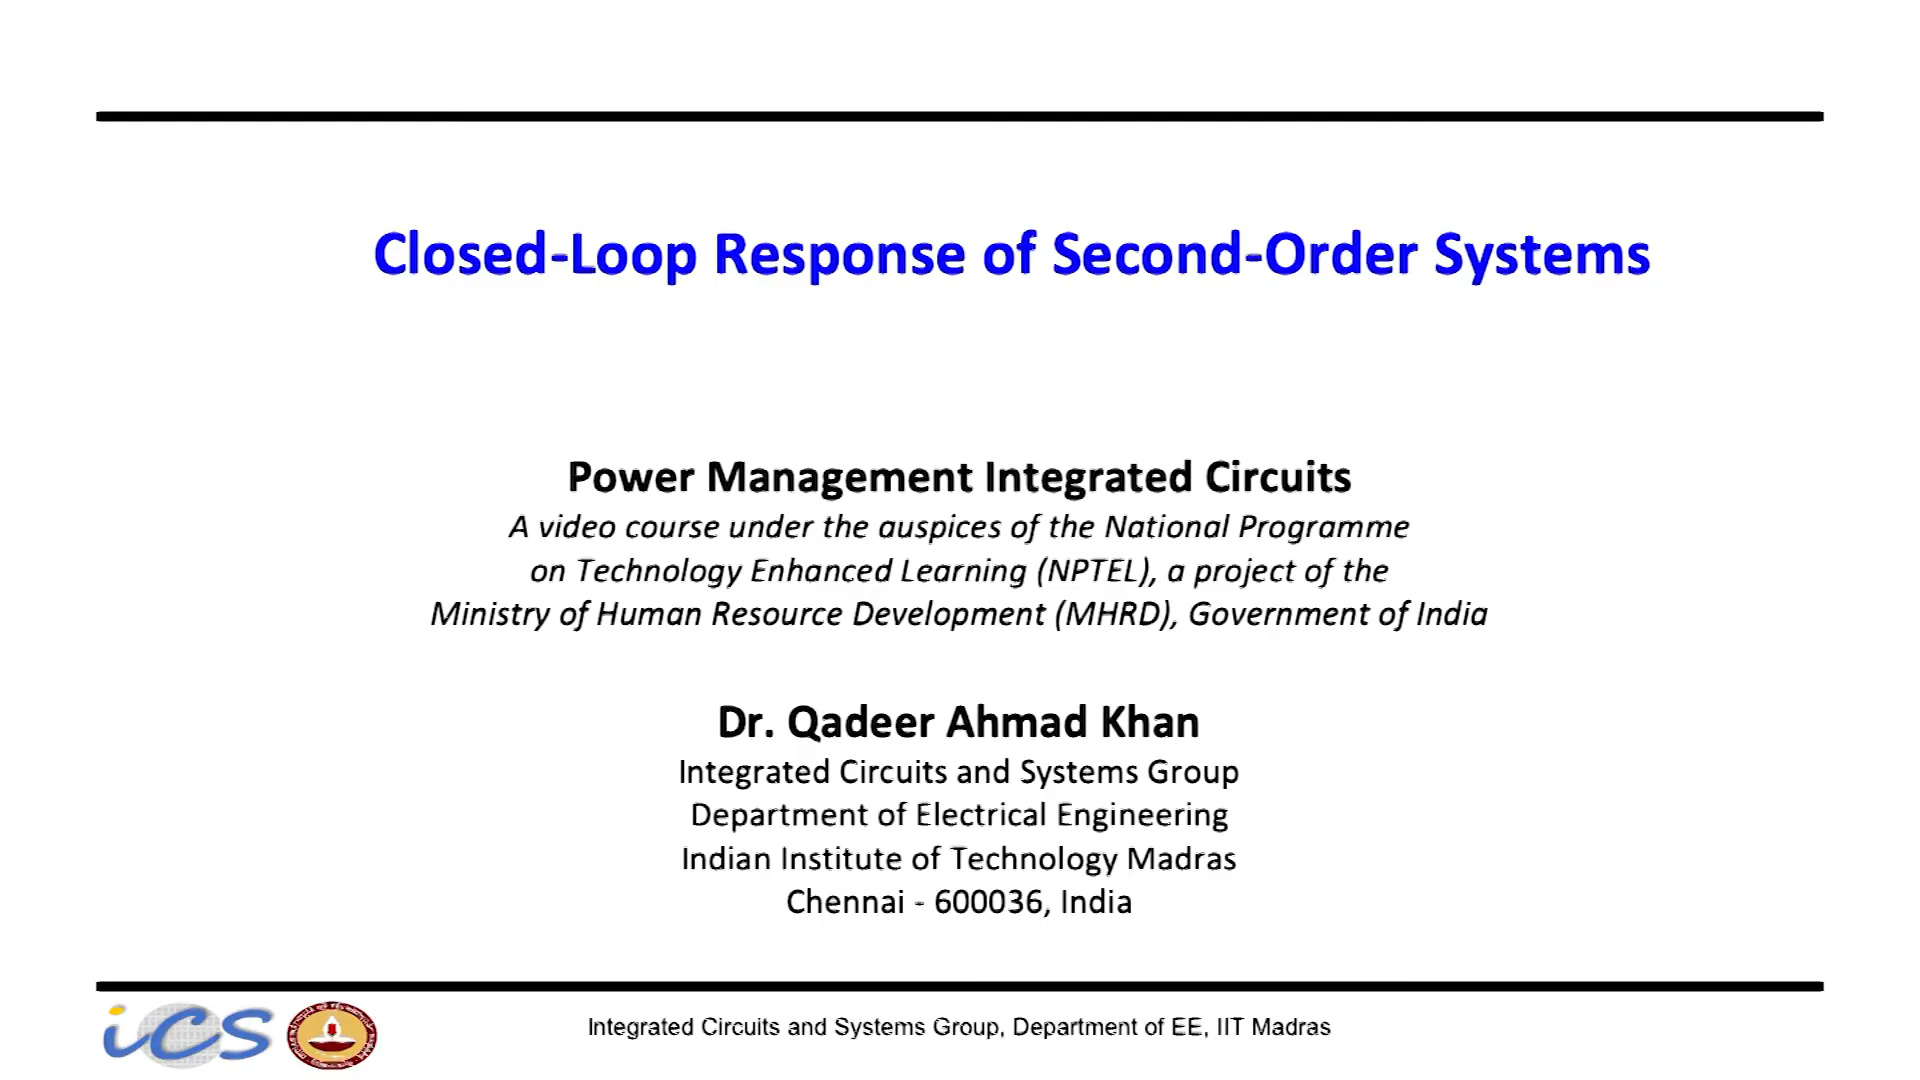 Closed-Loop Response of Second-Order Systems
Power Management Integrated Circuits
A video course under the auspices of the National Programme
on Technology Enhanced Learning (NPTEL), a project of the
Ministry of Human Resource Development (MHRD), Government of India
Dr. Qadeer Ahmad Khan
Integrated Circuits and Systems Group
Department of Electrical Engineering
Indian Institute of Technology Madras
Chennai - 600036, India
iCS
Integrated Circuits and Systems Group, Department of EE, IIT Madras